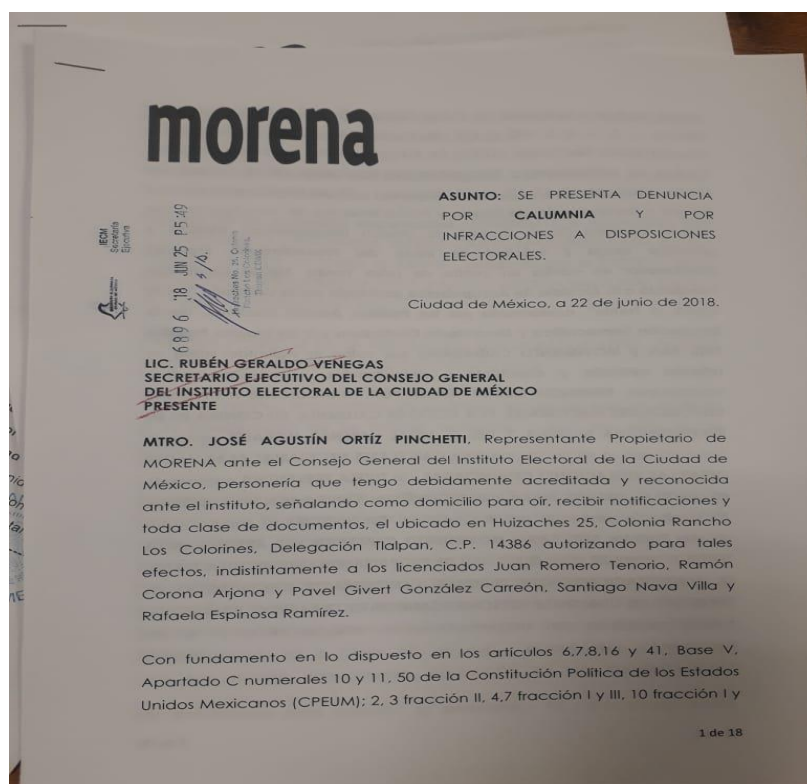 morena
ASUNTO: SE PRESENTA DENUNCIA
POR CALUMNIA Y POR
INFRACCIONES A DISPOSICIONES
ELECTORALES.
IECM
Secretaría
Ejecutiva
6896 '18 JUN 25 P5:49
Ciudad de México, a 22 de junio de 2018.
LIC. RUBÉN GERALDO VENEGAS
SECRETARIO EJECUTIVO DEL CONSEJO GENERAL
DEL INSTITUTO ELECTORAL DE LA CIUDAD DE MÉXICO
PRESENTE
MTRO. JOSÉ AGUSTÍN ORTÍZ PINCHETTI, Representante Propietario de
MORENA ante el Consejo General del Instituto Electoral de la Ciudad de
México, personería que tengo debidamente acreditada y reconocida
ante el instituto, señalando como domicilio para oír, recibir notificaciones y
toda clase de documentos, el ubicado en Huizaches 25, Colonia Rancho
Los Colorines, Delegación Tlalpan, C.P. 14386 autorizando para tales
efectos, indistintamente a los licenciados Juan Romero Tenorio, Ramón
Corona Arjona y Pavel Givert González Carreón, Santiago Nava Villa y
Rafaela Espinosa Ramírez.
Con fundamento en lo dispuesto en los artículos 6,7,8,16 y 41, Base V,
Apartado C numerales 10 y 11, 50 de la Constitución Política de los Estados
Unidos Mexicanos (CPEUM); 2, 3 fracción II, 4,7 fracción I y III, 10 fracción I y
1 de 18